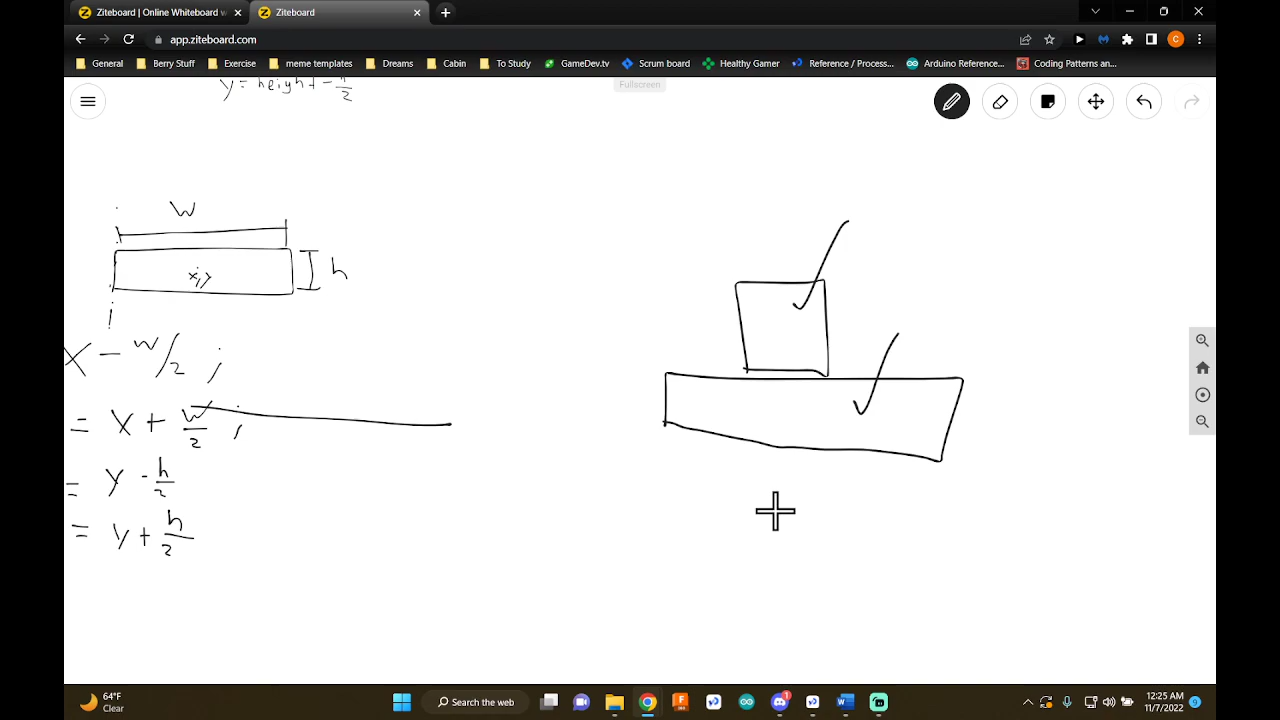 Ziteboard | Online Whiteboard w
Ziteboard
app.ziteboard.com
General
Berry Stuff
Exercise
meme templates
Dreams
Cabin
To Study
GameDev.tv
Scrum board
Healthy Gamer
Reference / Process...
Arduino Reference...
Coding Patterns an...
y = height - h/2
Fullscreen
w
x,y
h
x - w/2 ;
= x + w/2 ;
= y - h/2
= y + h/2
64°F
Clear
Search the web
12:25 AM
11/7/2022